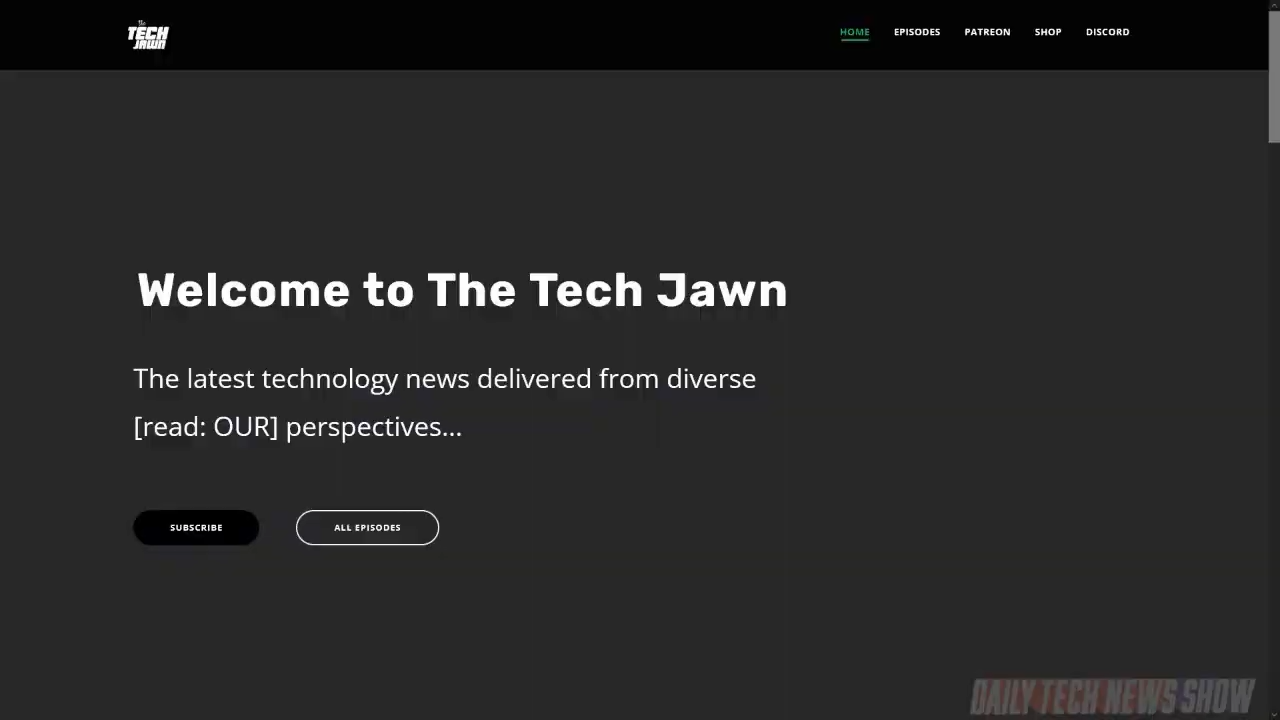 The
TECH
JAWN
HOME EPISODES PATREON SHOP DISCORD
Welcome to The Tech Jawn
The latest technology news delivered from diverse
[read: OUR] perspectives...
SUBSCRIBE ALL EPISODES
DAILY TECH NEWS SHOW